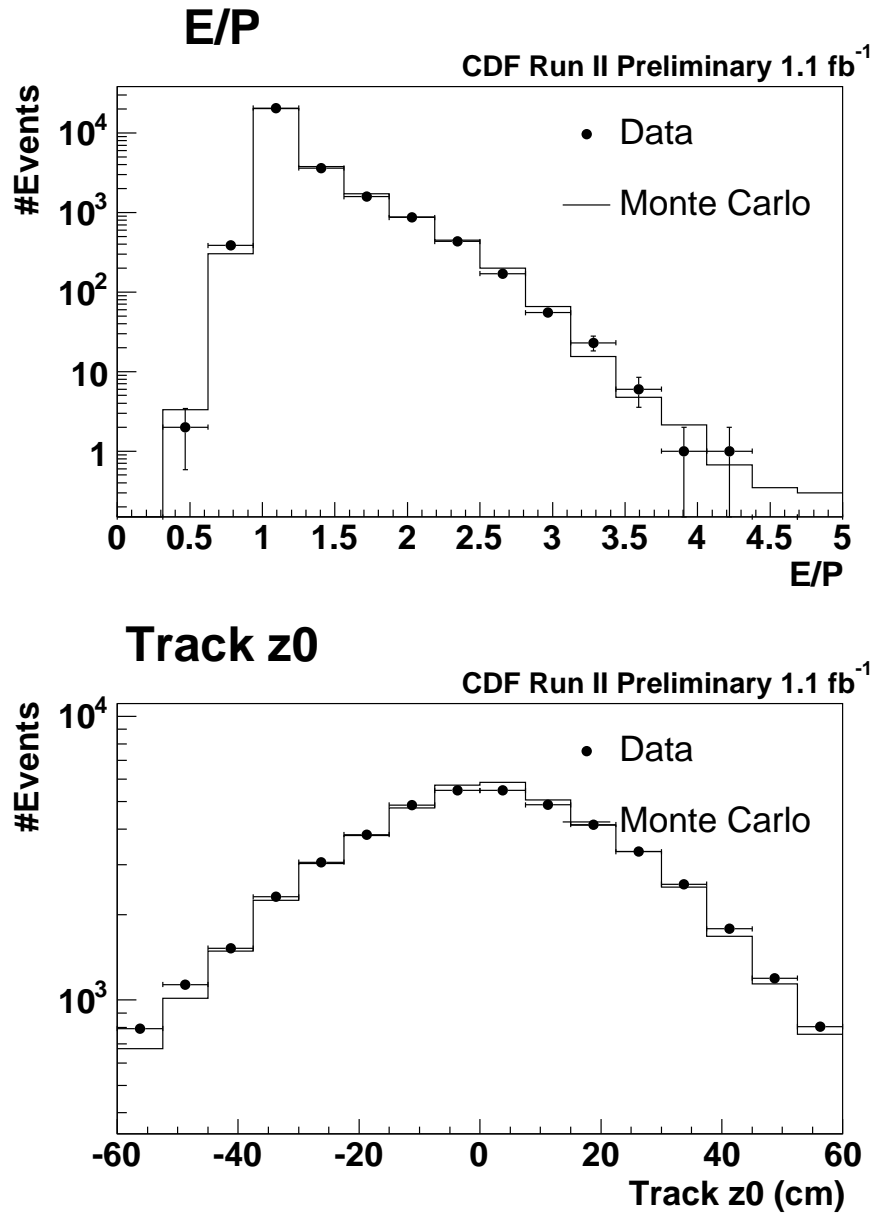 E/P
CDF Run II Preliminary 1.1 fb⁻¹
#Events
Data
Monte Carlo
10⁴
10³
10²
10
1
0 0.5 1 1.5 2 2.5 3 3.5 4 4.5 5
E/P
Track z0
CDF Run II Preliminary 1.1 fb⁻¹
#Events
Data
Monte Carlo
10⁴
10³
-60 -40 -20 0 20 40 60
Track z0 (cm)